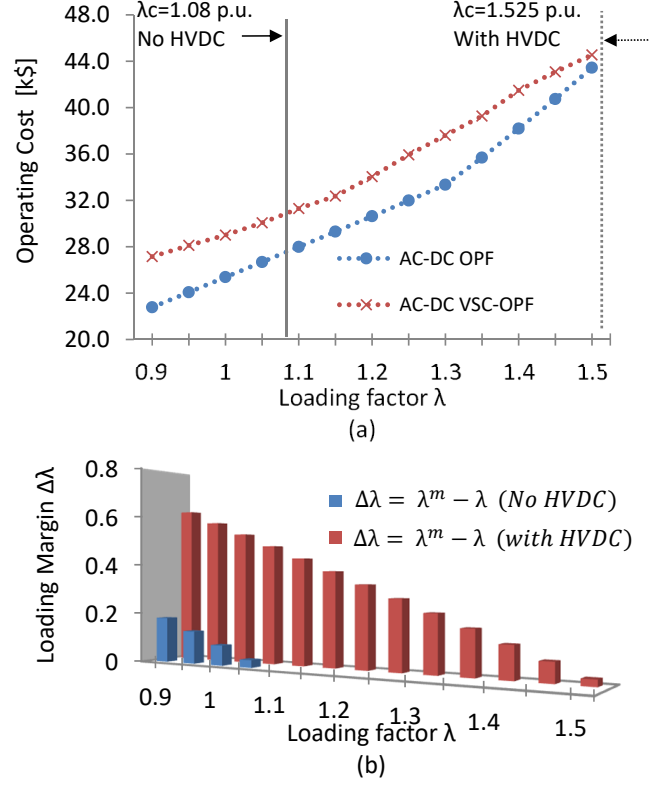 λc=1.08 p.u.
No HVDC
λc=1.525 p.u.
With HVDC
48.0
44.0
40.0
36.0
32.0
28.0
24.0
20.0
Operating Cost [k$]
AC-DC OPF
AC-DC VSC-OPF
0.9 1 1.1 1.2 1.3 1.4 1.5
Loading factor λ
(a)
0.8
0.6
0.4
0.2
0
Loading Margin Δλ
Δλ = λᵐ − λ (No HVDC)
Δλ = λᵐ − λ (with HVDC)
0.9 1 1.1 1.2 1.3 1.4 1.5
Loading factor λ
(b)